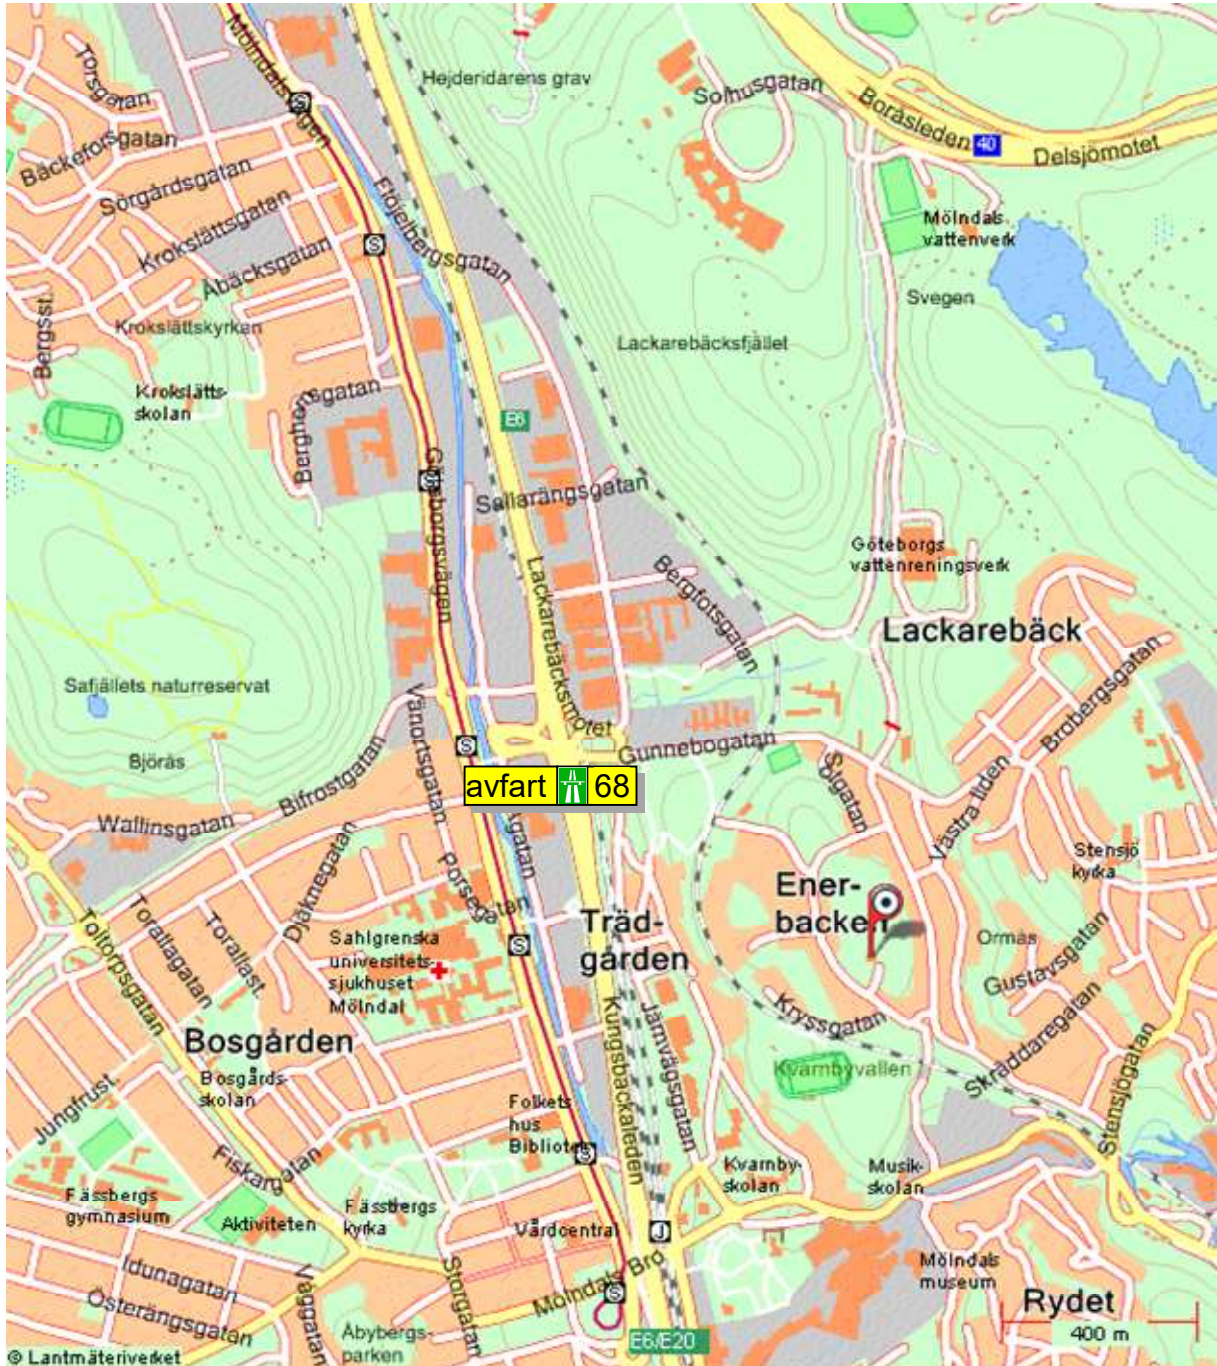 Mölndalsvägen
Torsgatan
Hejderidarens grav
Solhusgatan
Boråsleden
40
Delsjömotet
Bäckeforsgatan
Sörgårdsgatan
Flöjelbergsgatan
Krokslättsgatan
Åbäcksgatan
Mölndals
vattenverk
Svegen
Bergsst.
Krokslättskyrkan
Lackarebäcksfjället
Krokslätts-
skolan
E6
Sallarängsgatan
Göteborgsvägen
Göteborgs
vattenreningsverk
Bergfotsgatan
Lackarebäck
Lackarebäcksmotet
Safjällets naturreservat
Vänortsgatan
Brobergsgatan
Björås
Gunnebogatan
Bifrostgatan
Solgatan
avfart 68
Wallinsgatan
Västra liden
Stensjö
kyrka
Djäknegatan
Porsegatan
Ener-
backen
Träd-
gården
Toltorpsgatan
Torallagatan
Torallast.
Sahlgrenska
universitets-
sjukhuset
Mölndal
Ormås
Gustavsgatan
Kryssgatan
Skräddaregatan
Bosgården
Kungsbackaleden
Järnvägsgatan
Kvarnbyvallen
Stensjögatan
Bosgårds-
skolan
Jungfrust.
Folkets
hus
Bibliotek
Fiskargatan
Kvarnby-
skolan
Musik-
skolan
Fässbergs
gymnasium
Aktiviteten
Fässbergs
kyrka
Vårdcentral
J
Idunagatan
Storgatan
Mölndals Bro
Mölndals
museum
Österängsgatan
Rydet
400 m
Åbybergs-
parken
E6/E20
© Lantmäteriverket